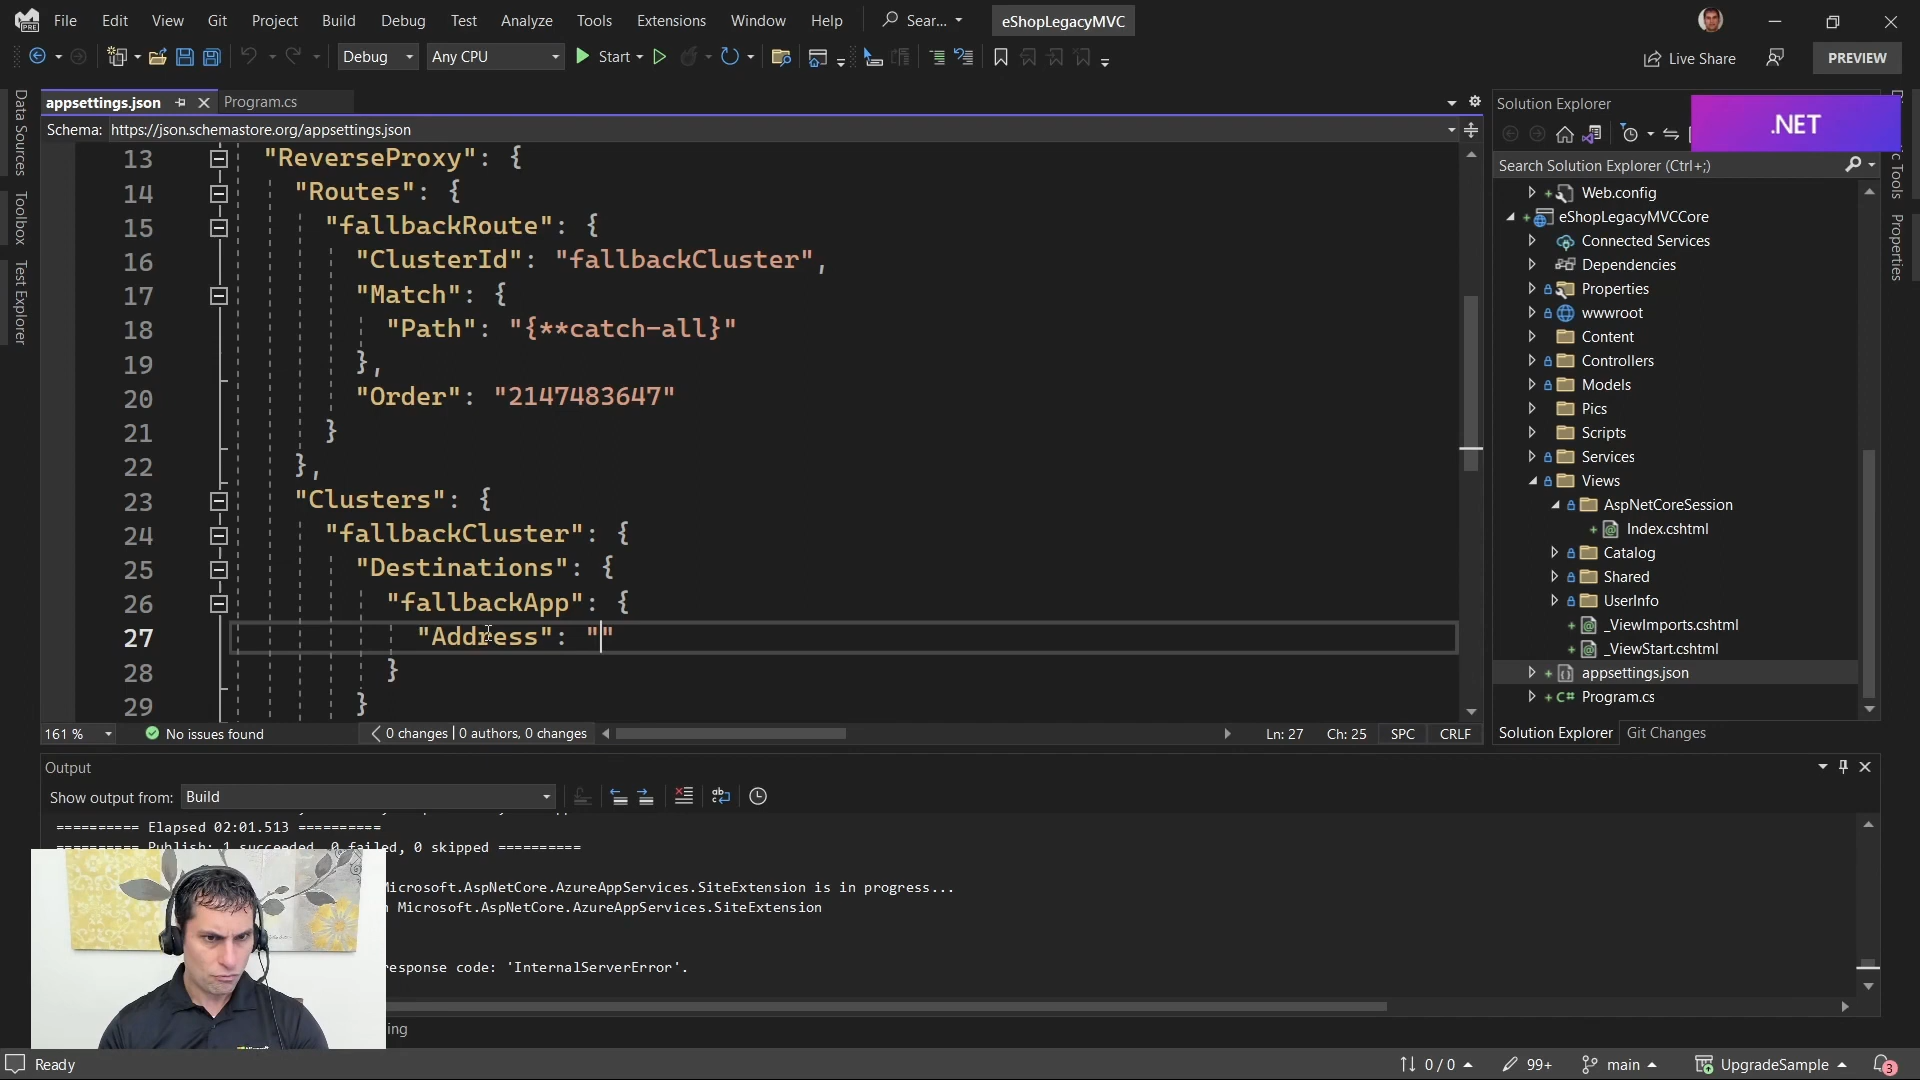 File Edit View Git Project Build Debug Test Analyze Tools Extensions Window Help Sear... eShopLegacyMVC
Debug Any CPU Start Live Share PREVIEW
appsettings.json Program.cs
Schema: https://json.schemastore.org/appsettings.json
Data Sources
Toolbox
Test Explorer
13 "ReverseProxy": {
14 "Routes": {
15 "fallbackRoute": {
16 "ClusterId": "fallbackCluster",
17 "Match": {
18 "Path": "{**catch-all}"
19 },
20 "Order": "2147483647"
21 }
22 },
23 "Clusters": {
24 "fallbackCluster": {
25 "Destinations": {
26 "fallbackApp": {
27 "Address": ""
28 }
29 }
161 % No issues found 0 changes | 0 authors, 0 changes Ln: 27 Ch: 25 SPC CRLF
Solution Explorer
.NET
Search Solution Explorer (Ctrl+;)
Web.config
eShopLegacyMVCCore
Connected Services
Dependencies
Properties
wwwroot
Content
Controllers
Models
Pics
Scripts
Services
Views
AspNetCoreSession
Index.cshtml
Catalog
Shared
UserInfo
_ViewImports.cshtml
_ViewStart.cshtml
appsettings.json
Program.cs
Solution Explorer Git Changes
Tools
Properties
Output
Show output from: Build
========== Elapsed 02:01.513 ==========
========== Publish: 1 succeeded, 0 failed, 0 skipped ==========
Microsoft.AspNetCore.AzureAppServices.SiteExtension is in progress...
Microsoft.AspNetCore.AzureAppServices.SiteExtension
response code: 'InternalServerError'.
Ready 0 / 0 99+ main UpgradeSample 3